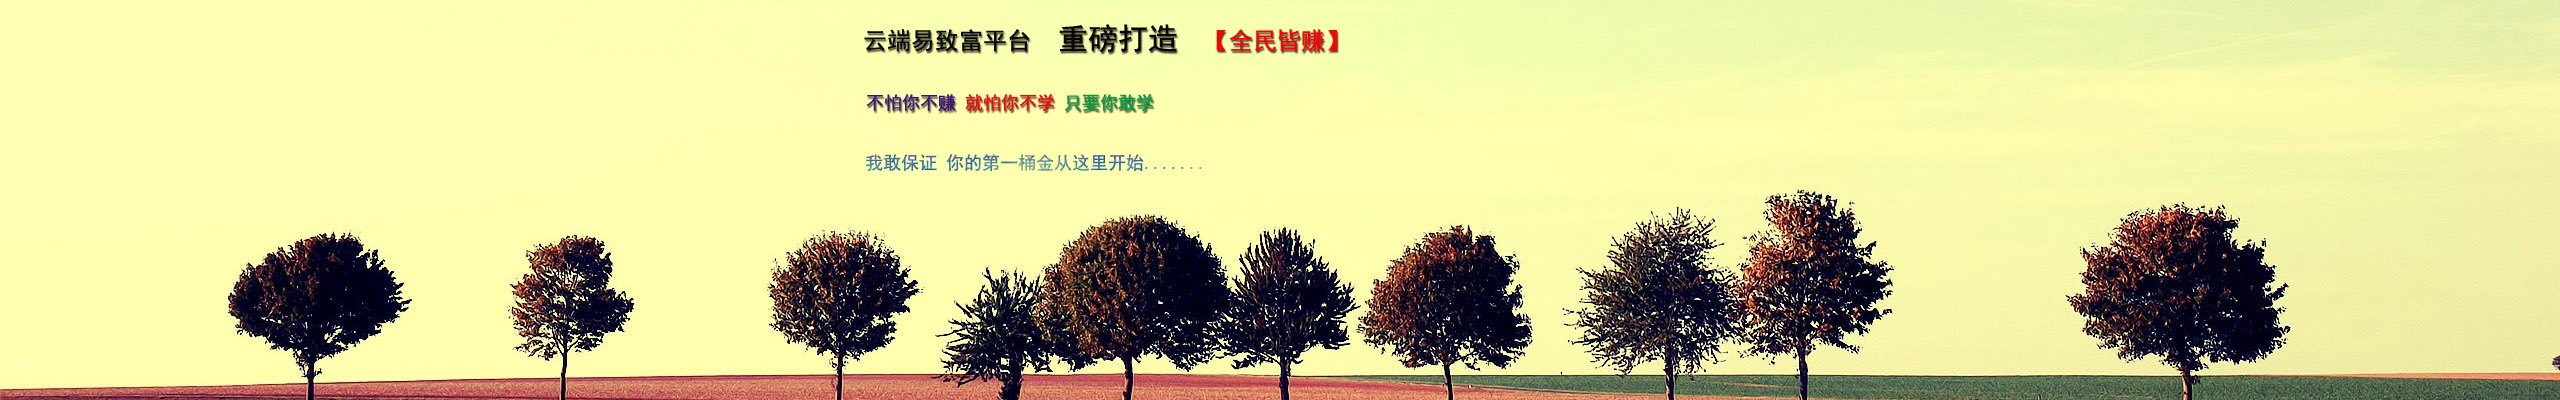 云端易致富平台 重磅打造 【全民皆赚】
不怕你不赚 就怕你不学 只要你敢学
我敢保证 你的第一桶金从这里开始.......